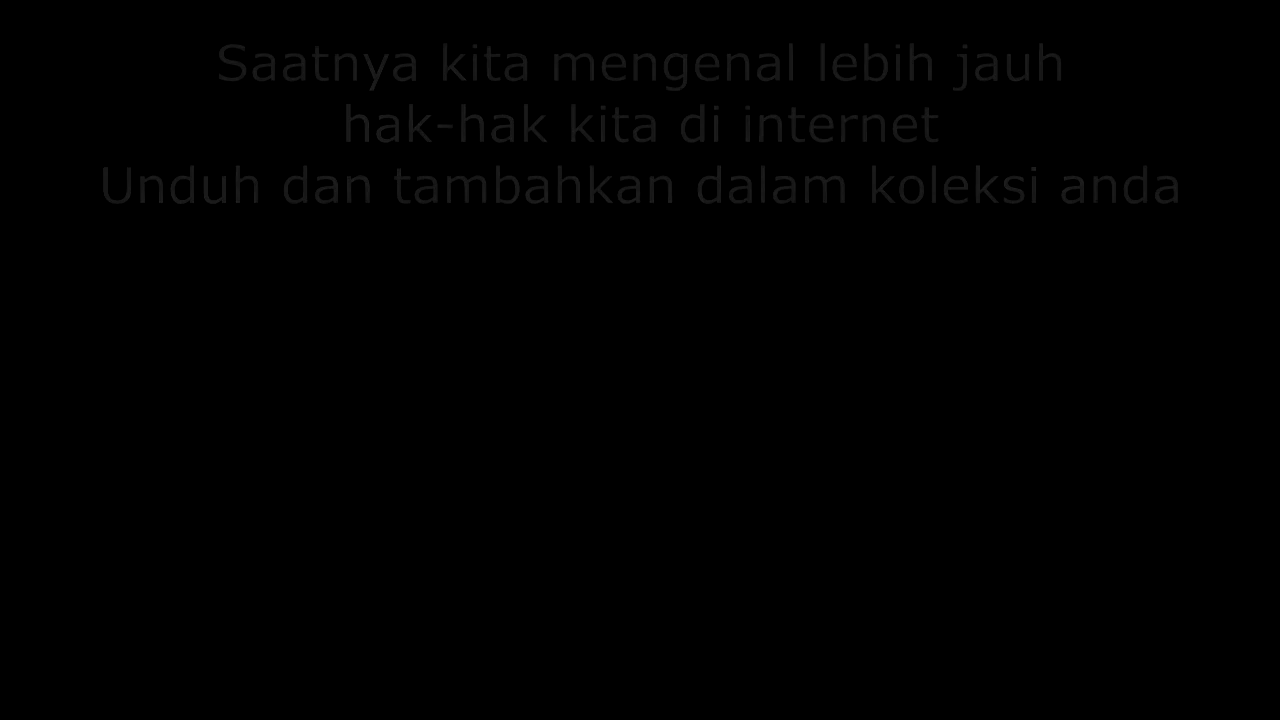 Saatnya kita mengenal lebih jauh
hak-hak kita di internet
Unduh dan tambahkan dalam koleksi anda